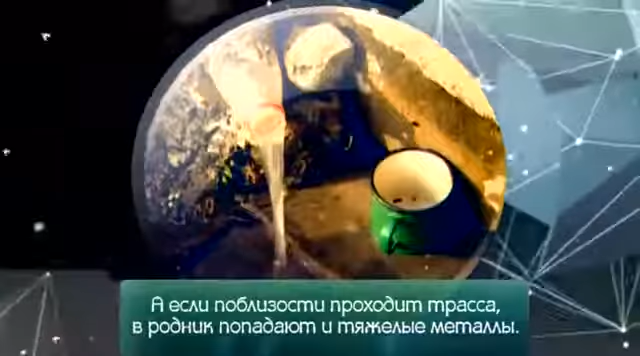 А если поблизости проходит трасса,
в родник попадают и тяжелые металлы.